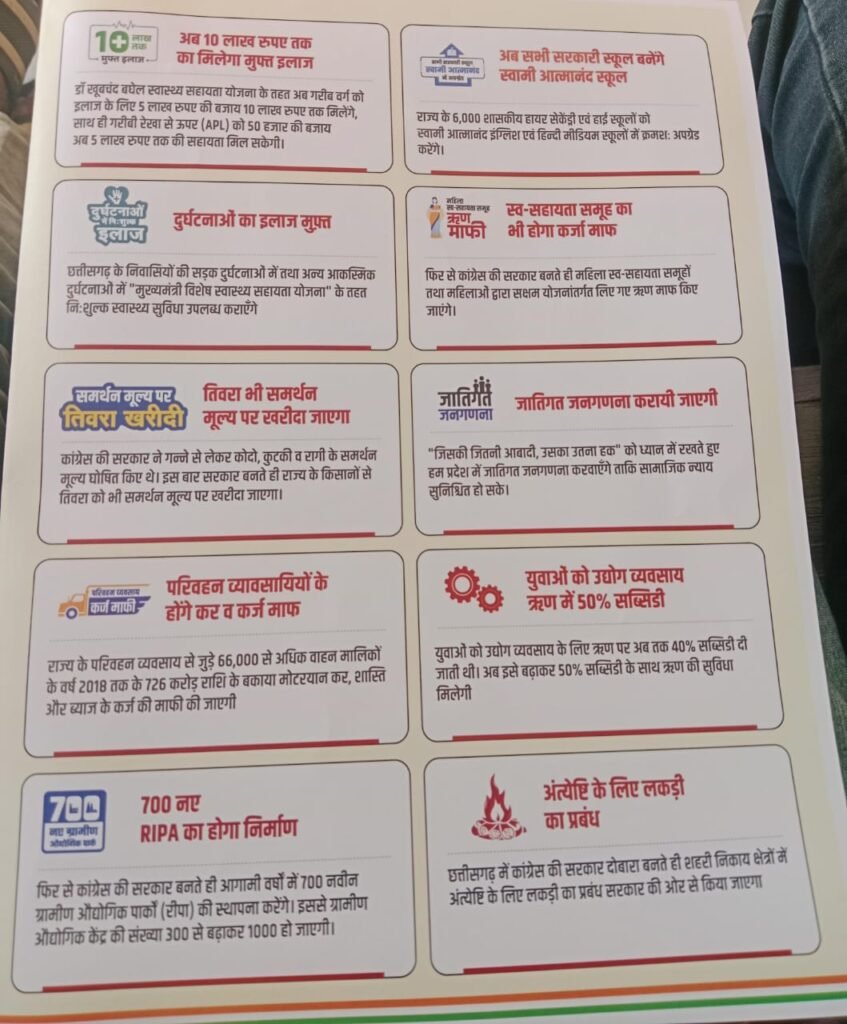 10 लाख तक
मुफ्त इलाज
अब 10 लाख रुपए तक
का मिलेगा मुफ्त इलाज
डॉ खूबचंद बघेल स्वास्थ्य सहायता योजना के तहत अब गरीब वर्ग को
इलाज के लिए 5 लाख रुपए की बजाय 10 लाख रुपए तक मिलेंगे,
साथ ही गरीबी रेखा से ऊपर (APL) को 50 हजार की बजाय
अब 5 लाख रुपए तक की सहायता मिल सकेगी।
स्वामी आत्मानंद
अब सभी सरकारी स्कूल बनेंगे
स्वामी आत्मानंद स्कूल
राज्य के 6,000 शासकीय हायर सेकेंड्री एवं हाई स्कूलों को
स्वामी आत्मानंद इंग्लिश एवं हिन्दी मीडियम स्कूलों में क्रमश: अपग्रेड
करेंगे।
दुर्घटनाओं
में नि:शुल्क
इलाज
दुर्घटनाओं का इलाज मुफ़्त
छत्तीसगढ़ के निवासियों की सड़क दुर्घटनाओं में तथा अन्य आकस्मिक
दुर्घटनाओं में "मुख्यमंत्री विशेष स्वास्थ्य सहायता योजना" के तहत
नि:शुल्क स्वास्थ्य सुविधा उपलब्ध कराएँगे
महिला
स्व-सहायता समूह
ऋण
माफी
स्व-सहायता समूह का
भी होगा कर्जा माफ
फिर से कांग्रेस की सरकार बनते ही महिला स्व-सहायता समूहों
तथा महिलाओं द्वारा सक्षम योजनांतर्गत लिए गए ऋण माफ किए
जाएंगे।
समर्थन मूल्य पर
तिवरा खरीदी
तिवरा भी समर्थन
मूल्य पर खरीदा जाएगा
कांग्रेस की सरकार ने गन्ने से लेकर कोदो, कुटकी व रागी के समर्थन
मूल्य घोषित किए थे। इस बार सरकार बनते ही राज्य के किसानों से
तिवरा को भी समर्थन मूल्य पर खरीदा जाएगा।
जातिगत
जनगणना
जातिगत जनगणना करायी जाएगी
"जिसकी जितनी आबादी, उसका उतना हक" को ध्यान में रखते हुए
हम प्रदेश में जातिगत जनगणना करवाएँगे ताकि सामाजिक न्याय
सुनिश्चित हो सके।
परिवहन व्यवसाय
कर्ज माफी
परिवहन व्यावसायियों के
होंगे कर व कर्ज माफ
राज्य के परिवहन व्यवसाय से जुड़े 66,000 से अधिक वाहन मालिकों
के वर्ष 2018 तक के 726 करोड़ राशि के बकाया मोटरयान कर, शास्ति
और ब्याज के कर्ज की माफी की जाएगी
युवाओं को उद्योग व्यवसाय
ऋण में 50% सब्सिडी
युवाओं को उद्योग व्यवसाय के लिए ऋण पर अब तक 40% सब्सिडी दी
जाती थी। अब इसे बढ़ाकर 50% सब्सिडी के साथ ऋण की सुविधा
मिलेगी
700
नए ग्रामीण
औद्योगिक पार्क
700 नए
RIPA का होगा निर्माण
फिर से कांग्रेस की सरकार बनते ही आगामी वर्षों में 700 नवीन
ग्रामीण औद्योगिक पार्कों (रीपा) की स्थापना करेंगे। इससे ग्रामीण
औद्योगिक केंद्र की संख्या 300 से बढ़ाकर 1000 हो जाएगी।
अंत्येष्टि के लिए लकड़ी
का प्रबंध
छत्तीसगढ़ में कांग्रेस की सरकार दोबारा बनते ही शहरी निकाय क्षेत्रों में
अंत्येष्टि के लिए लकड़ी का प्रबंध सरकार की ओर से किया जाएगा